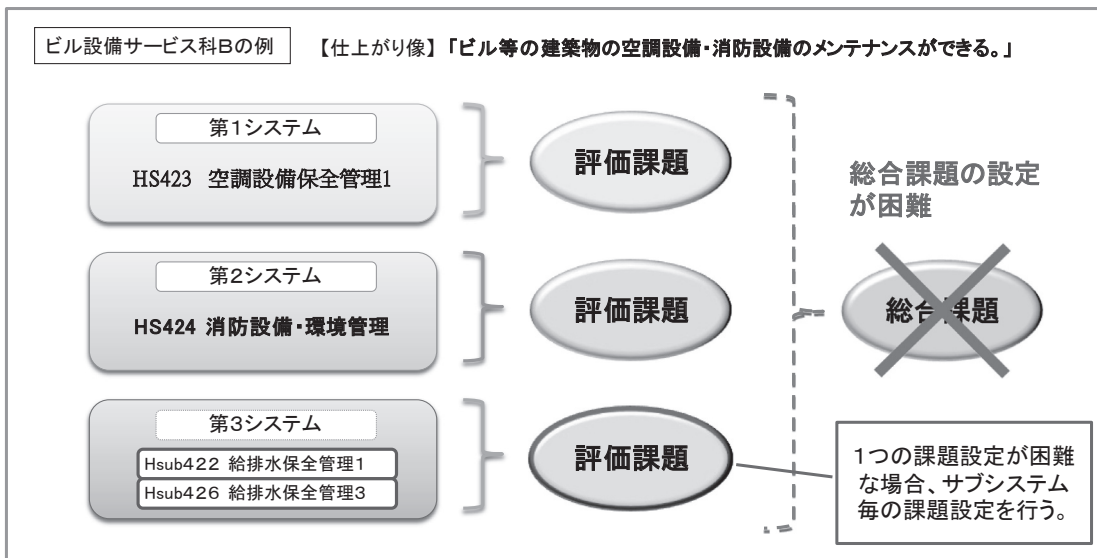 ビル設備サービス科Bの例
【仕上がり像】「ビル等の建築物の空調設備・消防設備のメンテナンスができる。」
第1システム
HS423 空調設備保全管理1
評価課題
第2システム
HS424 消防設備・環境管理
評価課題
第3システム
Hsub422 給排水保全管理1
Hsub426 給排水保全管理3
評価課題
総合課題の設定
が困難
総合課題
1つの課題設定が困難
な場合、サブシステム
毎の課題設定を行う。